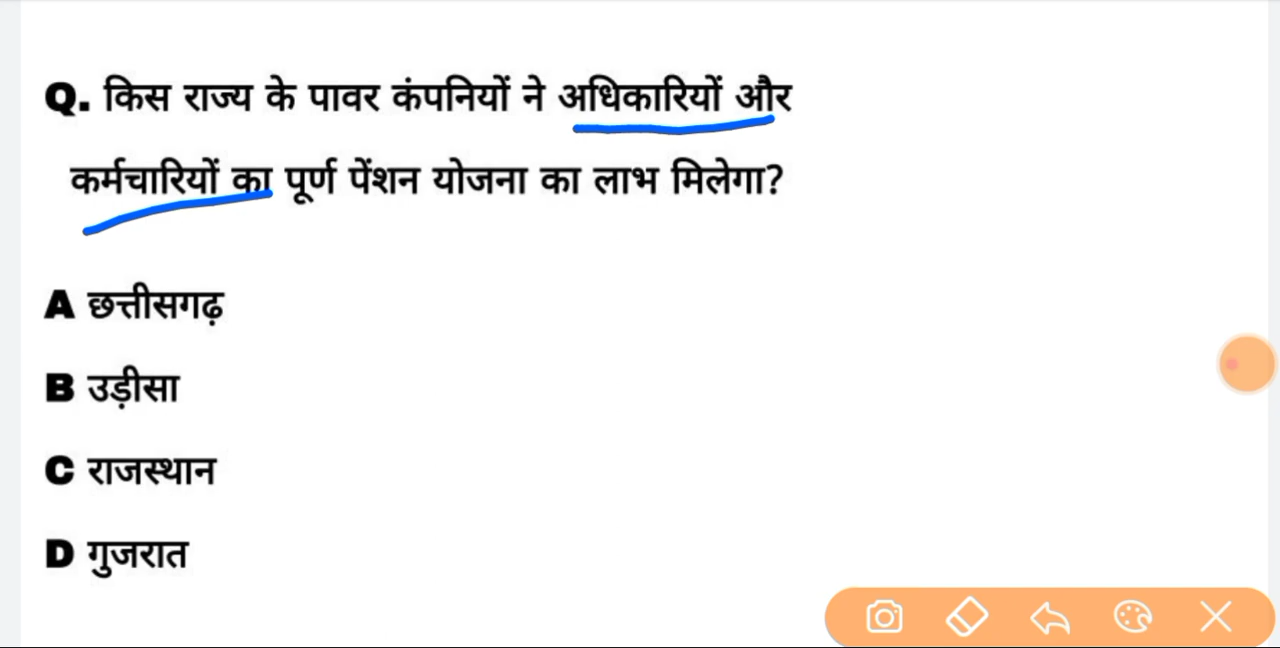 Q. किस राज्य के पावर कंपनियों ने अधिकारियों और
कर्मचारियों का पूर्ण पेंशन योजना का लाभ मिलेगा?
A छत्तीसगढ़
B उड़ीसा
C राजस्थान
D गुजरात